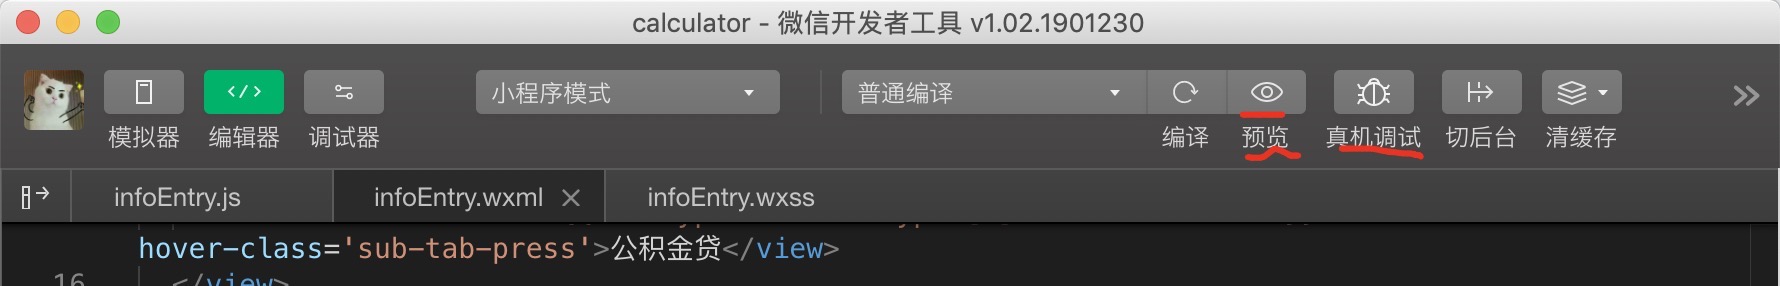 calculator - 微信开发者工具 v1.02.1901230
小程序模式 普通编译
模拟器 编辑器 调试器 编译 预览 真机调试 切后台 清缓存
infoEntry.js infoEntry.wxml infoEntry.wxss
hover-class='sub-tab-press'>公积金贷</view>
16 </view>